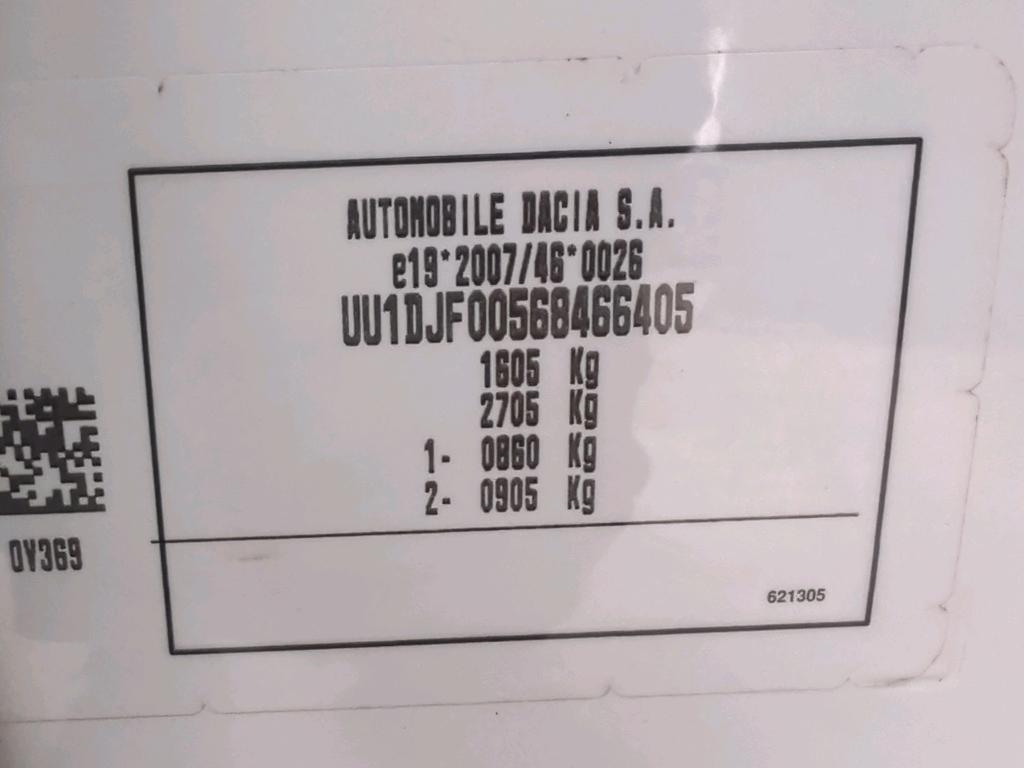 AUTOMOBILE DACIA S.A.
e19*2007/46*0026
UU1DJF00568466405
1605 Kg
2705 Kg
1- 0860 Kg
2- 0905 Kg
0V369
621305